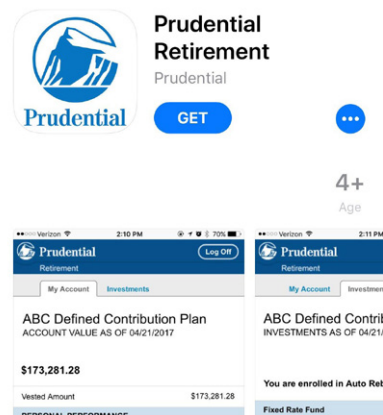 Prudential
Retirement
Prudential
Prudential
GET
4+
Age
Verizon 2:10 PM 70%
Prudential Log Off
Retirement
My Account Investments
ABC Defined Contribution Plan
ACCOUNT VALUE AS OF 04/21/2017
$173,281.28
Vested Amount $173,281.28
PERSONAL PERFORMANCE
Verizon 2:11 PM
Prudential
Retirement
My Account Investmen
ABC Defined Contrib
INVESTMENTS AS OF 04/21/
You are enrolled in Auto Reb
Fixed Rate Fund